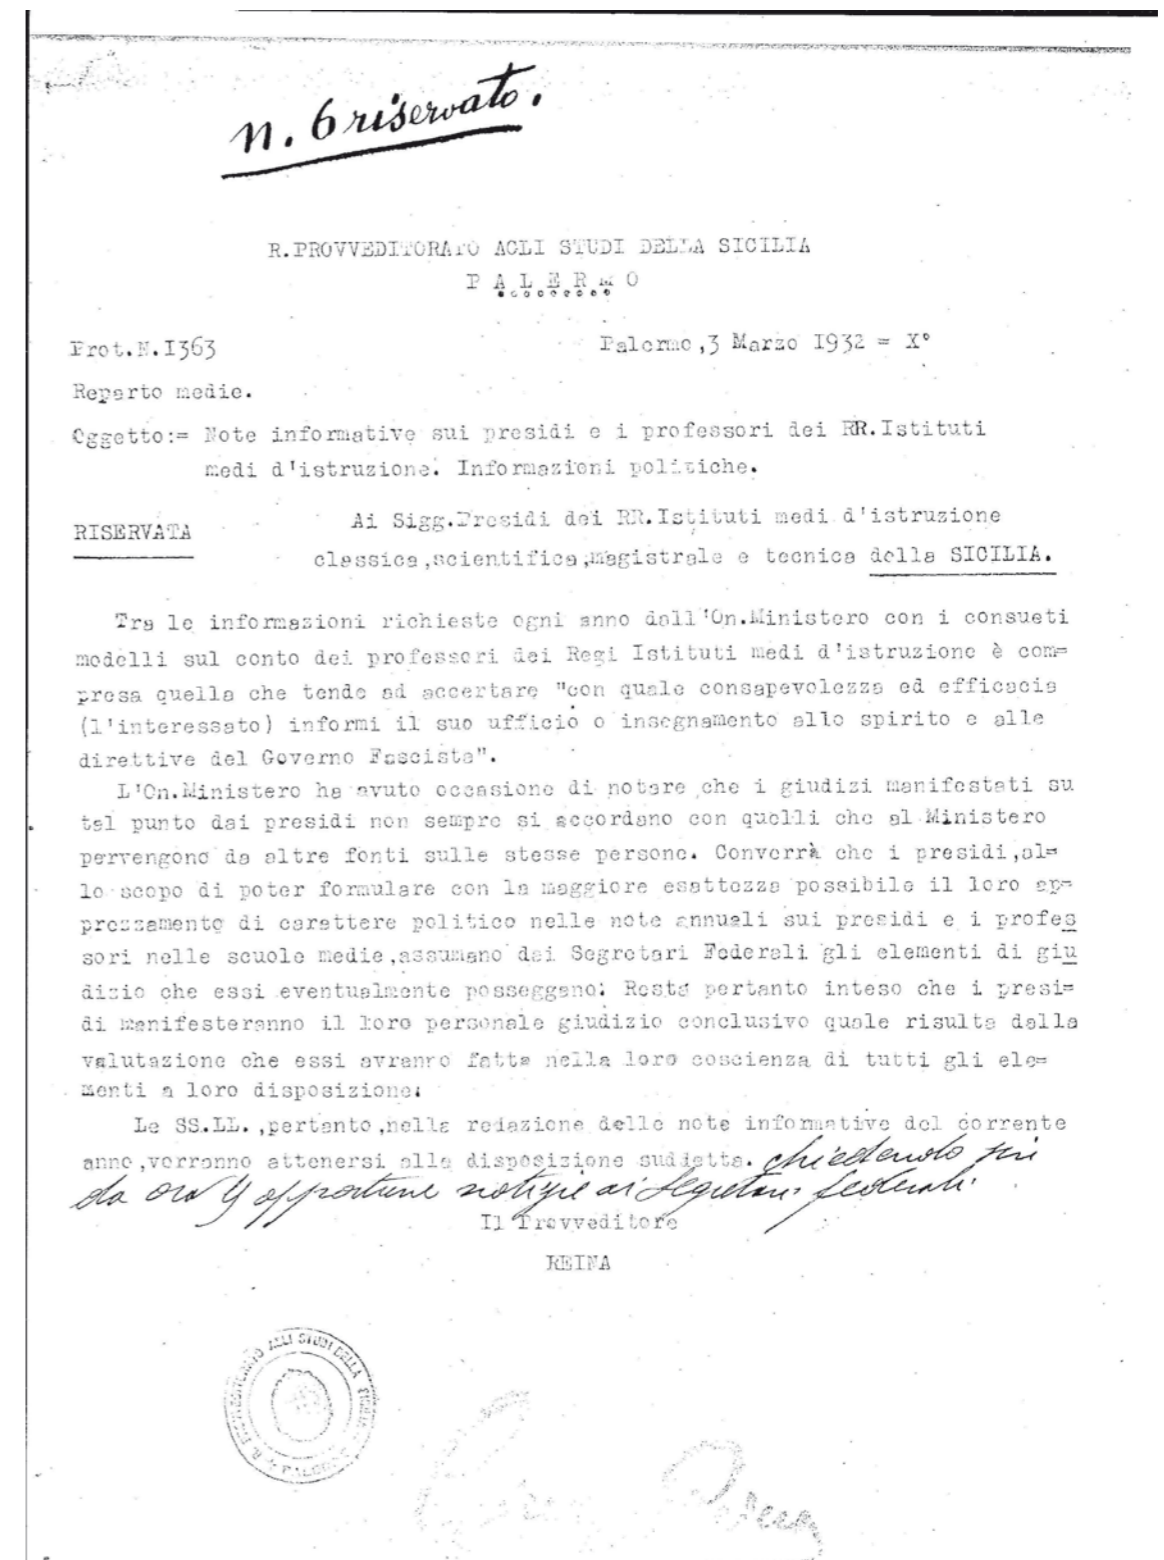 n. 6 riservato.
R.PROVVEDITORATO AGLI STUDI DELLA SICILIA
P A L E R M O
Prot.N.I363
Palermo,3 Marzo I932 = X°
Reparto medie.
Oggetto:= Note informative sui presidi e i professori dei RR.Istituti
medi d'istruzione. Informazioni politiche.
RISERVATA
Ai Sigg.Presidi dei RR.Istituti medi d'istruzione
classica,scientifica,magistrale e tecnica della SICILIA.
Tra le informazioni richieste ogni anno dall'On.Ministero con i consueti
modelli sul conto dei professori dei Regi Istituti medi d'istruzione è com=
presa quella che tende ad accertare "con quale consapevolezza ed efficacia
(l'interessato) informi il suo ufficio o insegnamento allo spirito e alle
direttive del Governo Fascista".
L'On.Ministero ha avuto occasione di notare che i giudizi manifestati su
tal punto dai presidi non sempre si accordano con quelli che al Ministero
pervengono da altre fonti sulle stesse persone. Converrà che i presidi,al=
lo scopo di poter formulare con la maggiore esattezza possibile il loro ap=
prezzamento di carattere politico nelle note annuali sui presidi e i profes
sori nelle scuole medie,assumano dai Segretari Federali gli elementi di giu
dizio che essi eventualmente posseggano. Resta pertanto inteso che i presi=
di manifesteranno il loro personale giudizio conclusivo quale risulta dalla
valutazione che essi avranno fatta nella loro coscienza di tutti gli ele=
menti a loro disposizione.
Le SS.LL.,pertanto,nella redazione delle note informative del corrente
anno,vorranno attenersi alla disposizione suddetta. chiedendo sin
da ora opportune notizie ai Segretari federali.
Il Provveditore
REINA
R. PROVVEDITORATO AGLI STUDI DELLA SICILIA
PALERMO